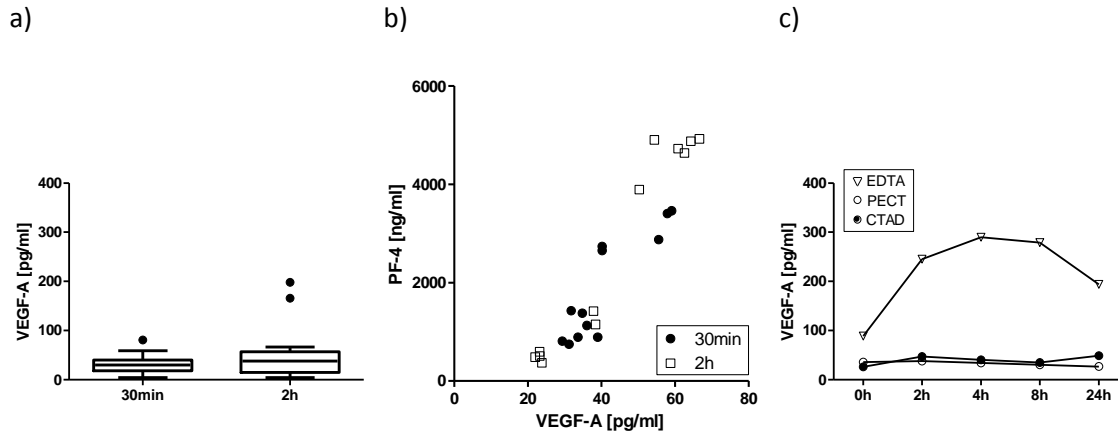 a)
b)
c)
VEGF-A [pg/ml]
400
300
200
100
0
30min
2h
PF-4 [ng/ml]
6000
4000
2000
0
30min
2h
0 20 40 60 80
VEGF-A [pg/ml]
VEGF-A [pg/ml]
400
300
200
100
0
EDTA
PECT
CTAD
0h 2h 4h 8h 24h